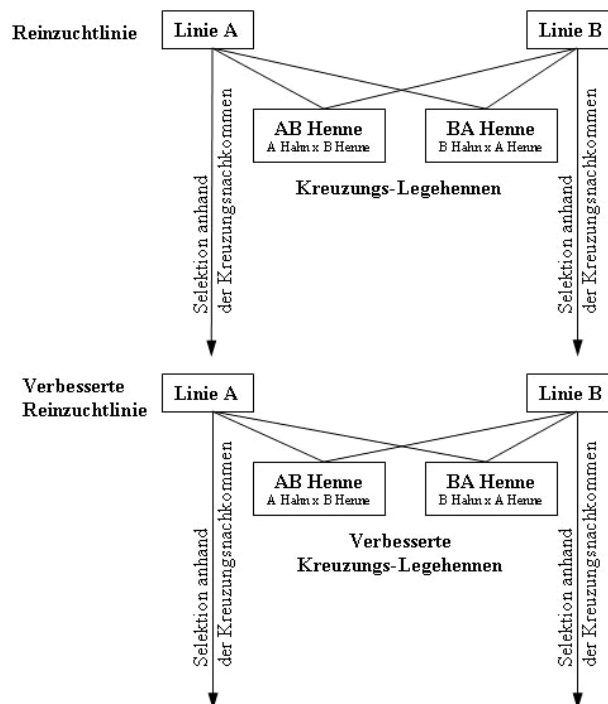 Reinzuchtlinie
Linie A
Linie B
AB Henne
A Hahn x B Henne
BA Henne
B Hahn x A Henne
Kreuzungs-Legehennen
Selektion anhand
der Kreuzungsnachkommen
Selektion anhand
der Kreuzungsnachkommen
Verbesserte
Reinzuchtlinie
Linie A
Linie B
AB Henne
A Hahn x B Henne
BA Henne
B Hahn x A Henne
Verbesserte
Kreuzungs-Legehennen
Selektion anhand
der Kreuzungsnachkommen
Selektion anhand
der Kreuzungsnachkommen